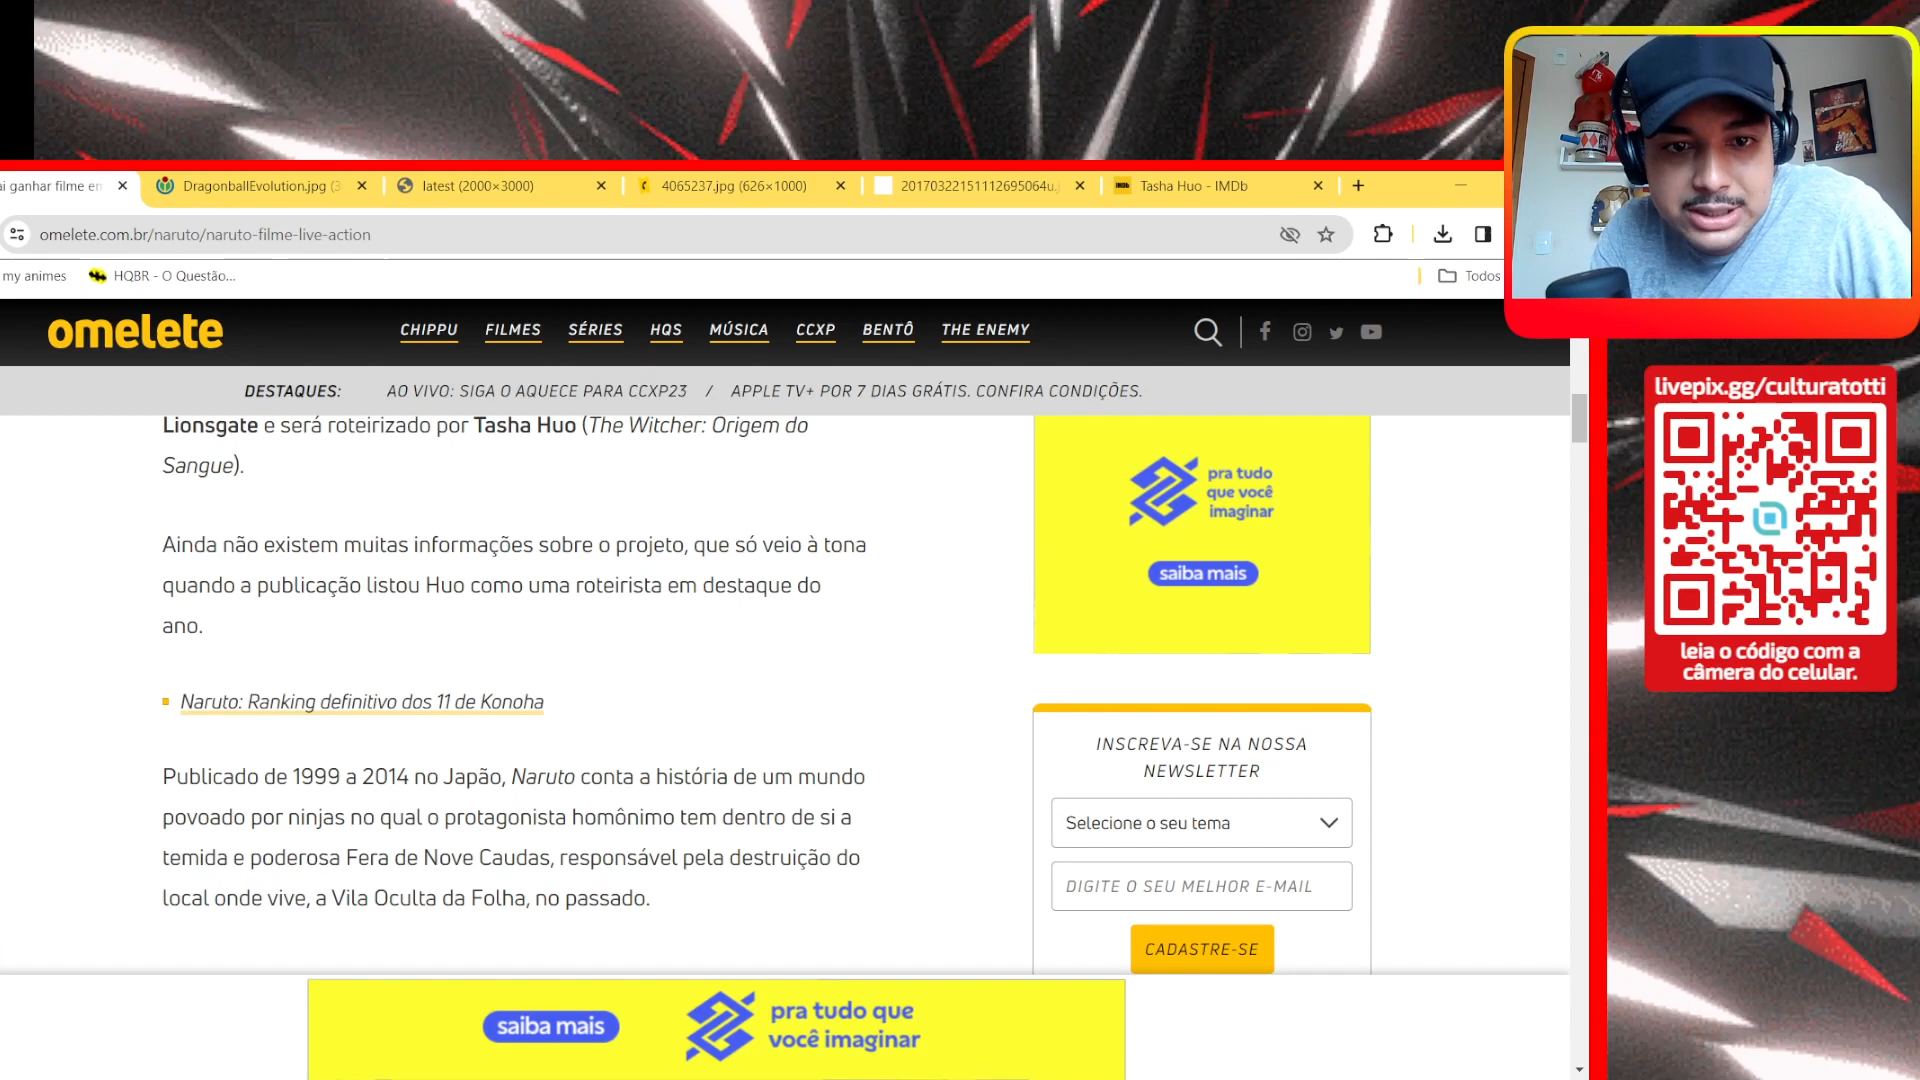 ai ganhar filme em
DragonballEvolution.jpg (3
latest (2000×3000)
4065237.jpg (626×1000)
20170322151112695064u.j
Tasha Huo - IMDb
omelete.com.br/naruto/naruto-filme-live-action
my animes
HQBR - O Questão...
Todos
omelete
CHIPPU FILMES SÉRIES HQS MÚSICA CCXP BENTÔ THE ENEMY
DESTAQUES: AO VIVO: SIGA O AQUECE PARA CCXP23 / APPLE TV+ POR 7 DIAS GRÁTIS. CONFIRA CONDIÇÕES.
Lionsgate e será roteirizado por Tasha Huo (The Witcher: Origem do
Sangue).
Ainda não existem muitas informações sobre o projeto, que só veio à tona
quando a publicação listou Huo como uma roteirista em destaque do
ano.
Naruto: Ranking definitivo dos 11 de Konoha
Publicado de 1999 a 2014 no Japão, Naruto conta a história de um mundo
povoado por ninjas no qual o protagonista homônimo tem dentro de si a
temida e poderosa Fera de Nove Caudas, responsável pela destruição do
local onde vive, a Vila Oculta da Folha, no passado.
pra tudo
que você
imaginar
saiba mais
INSCREVA-SE NA NOSSA
NEWSLETTER
Selecione o seu tema
DIGITE O SEU MELHOR E-MAIL
CADASTRE-SE
saiba mais
pra tudo que
você imaginar
livepix.gg/culturatotti
leia o código com a
câmera do celular.